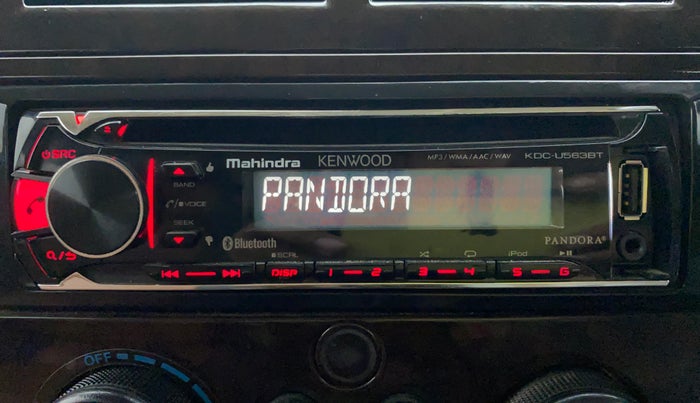 SRC
Mahindra KENWOOD MP3 / WMA / AAC / WAV KDC-U563BT
BAND
VOICE
SEEK
PANDORA
Bluetooth PANDORA®
SCRL iPod
DISP 1 2 3 4 5 6
OFF